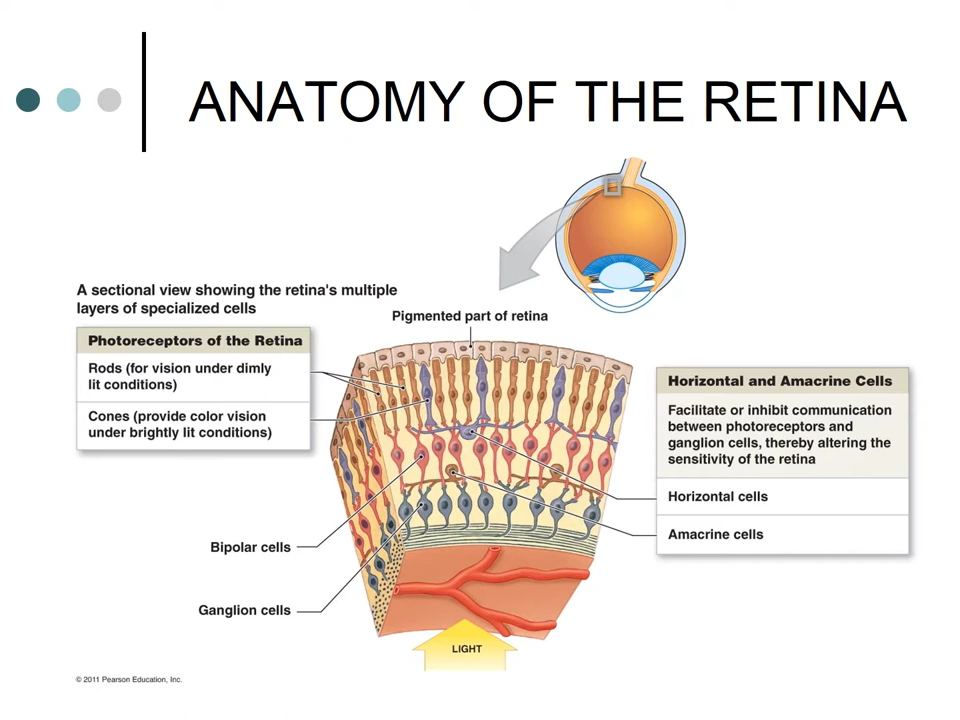 ANATOMY OF THE RETINA
A sectional view showing the retina's multiple
layers of specialized cells
Pigmented part of retina
Photoreceptors of the Retina
Rods (for vision under dimly
lit conditions)
Cones (provide color vision
under brightly lit conditions)
Horizontal and Amacrine Cells
Facilitate or inhibit communication
between photoreceptors and
ganglion cells, thereby altering the
sensitivity of the retina
Horizontal cells
Amacrine cells
Bipolar cells
Ganglion cells
LIGHT
© 2011 Pearson Education, Inc.